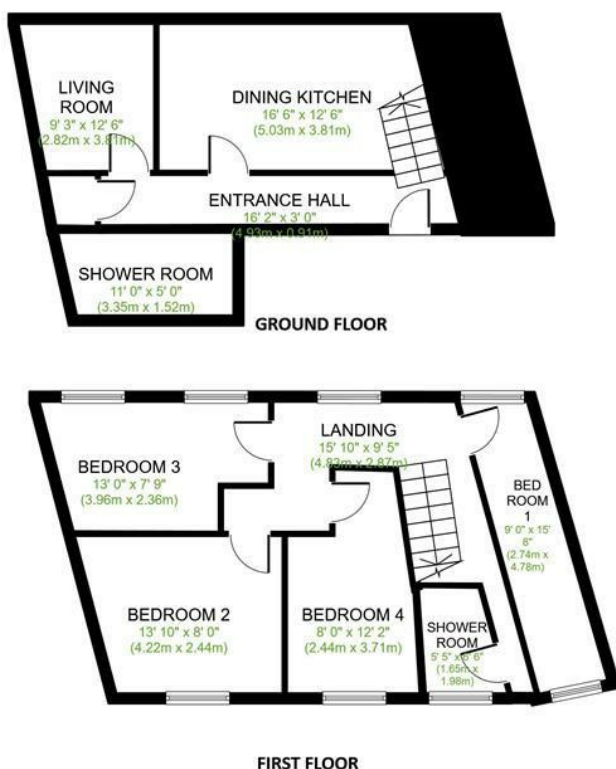 LIVING
ROOM
9' 3" x 12' 6"
(2.82m x 3.81m)
DINING KITCHEN
16' 6" x 12' 6"
(5.03m x 3.81m)
ENTRANCE HALL
16' 2" x 3' 0"
(4.93m x 0.91m)
SHOWER ROOM
11' 0" x 5' 0"
(3.35m x 1.52m)
GROUND FLOOR
LANDING
15' 10" x 9' 5"
(4.83m x 2.87m)
BEDROOM 3
13' 0" x 7' 9"
(3.96m x 2.36m)
BED
ROOM
1
9' 0" x 15'
8"
(2.74m x
4.78m)
BEDROOM 2
13' 10" x 8' 0"
(4.22m x 2.44m)
BEDROOM 4
8' 0" x 12' 2"
(2.44m x 3.71m)
SHOWER
ROOM
5' 5" x 6' 6"
(1.65m x
1.98m)
FIRST FLOOR